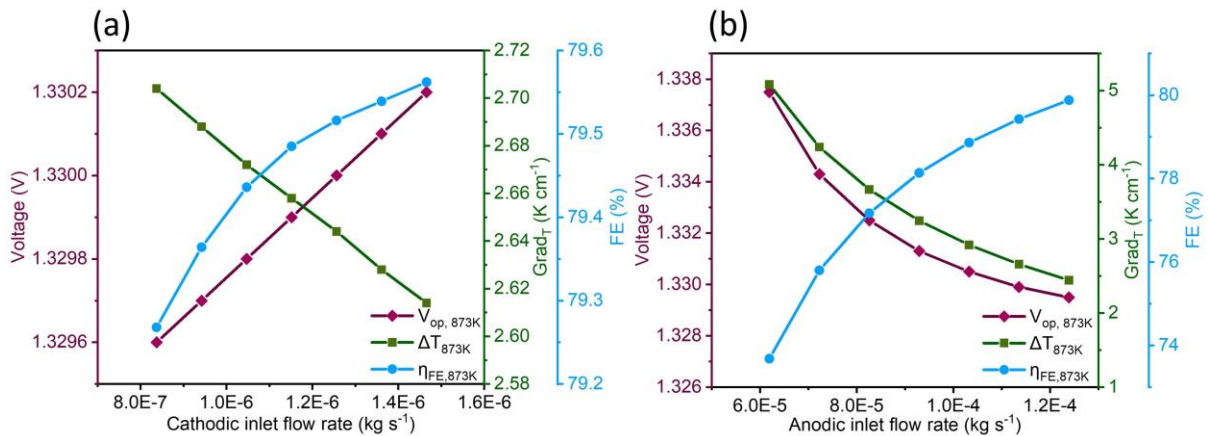 (a)
Voltage (V)
1.3302
1.3300
1.3298
1.3296
8.0E-7
1.0E-6
1.2E-6
1.4E-6
1.6E-6
Cathodic inlet flow rate (kg s⁻¹)
2.72
2.70
2.68
2.66
2.64
2.62
2.60
2.58
Grad_T (K cm⁻¹)
79.6
79.5
79.4
79.3
79.2
FE (%)
V_op, 873K
ΔT_873K
η_FE,873K
(b)
Voltage (V)
1.338
1.336
1.334
1.332
1.330
1.328
1.326
6.0E-5
8.0E-5
1.0E-4
1.2E-4
Anodic inlet flow rate (kg s⁻¹)
5
4
3
2
1
Grad_T (K cm⁻¹)
80
78
76
74
FE (%)
V_op, 873K
ΔT_873K
η_FE,873K